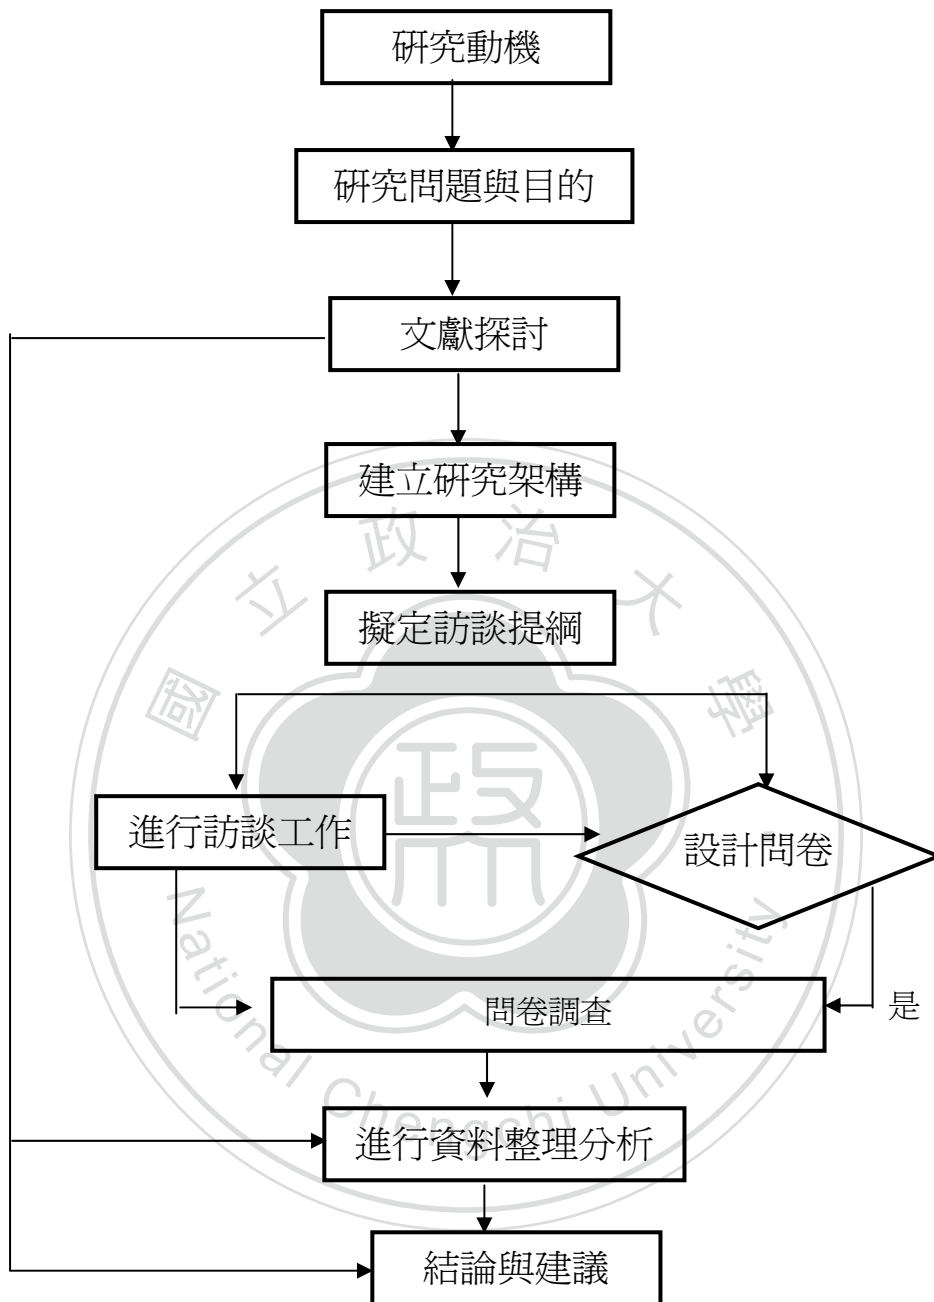 研究動機
研究問題與目的
文獻探討
建立研究架構
擬定訪談提綱
進行訪談工作
設計問卷
問卷調查
是
進行資料整理分析
結論與建議
國立政治大學
政
National Chengchi University